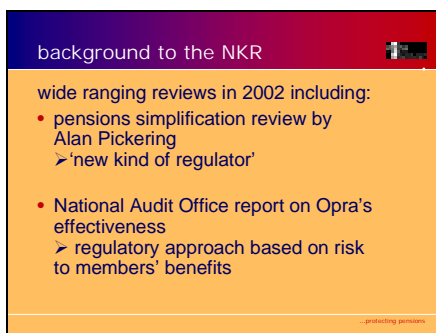 background to the NKR
wide ranging reviews in 2002 including:
• pensions simplification review by
Alan Pickering
➢‘new kind of regulator’
• National Audit Office report on Opra’s
effectiveness
➢ regulatory approach based on risk
to members’ benefits
...protecting pensions